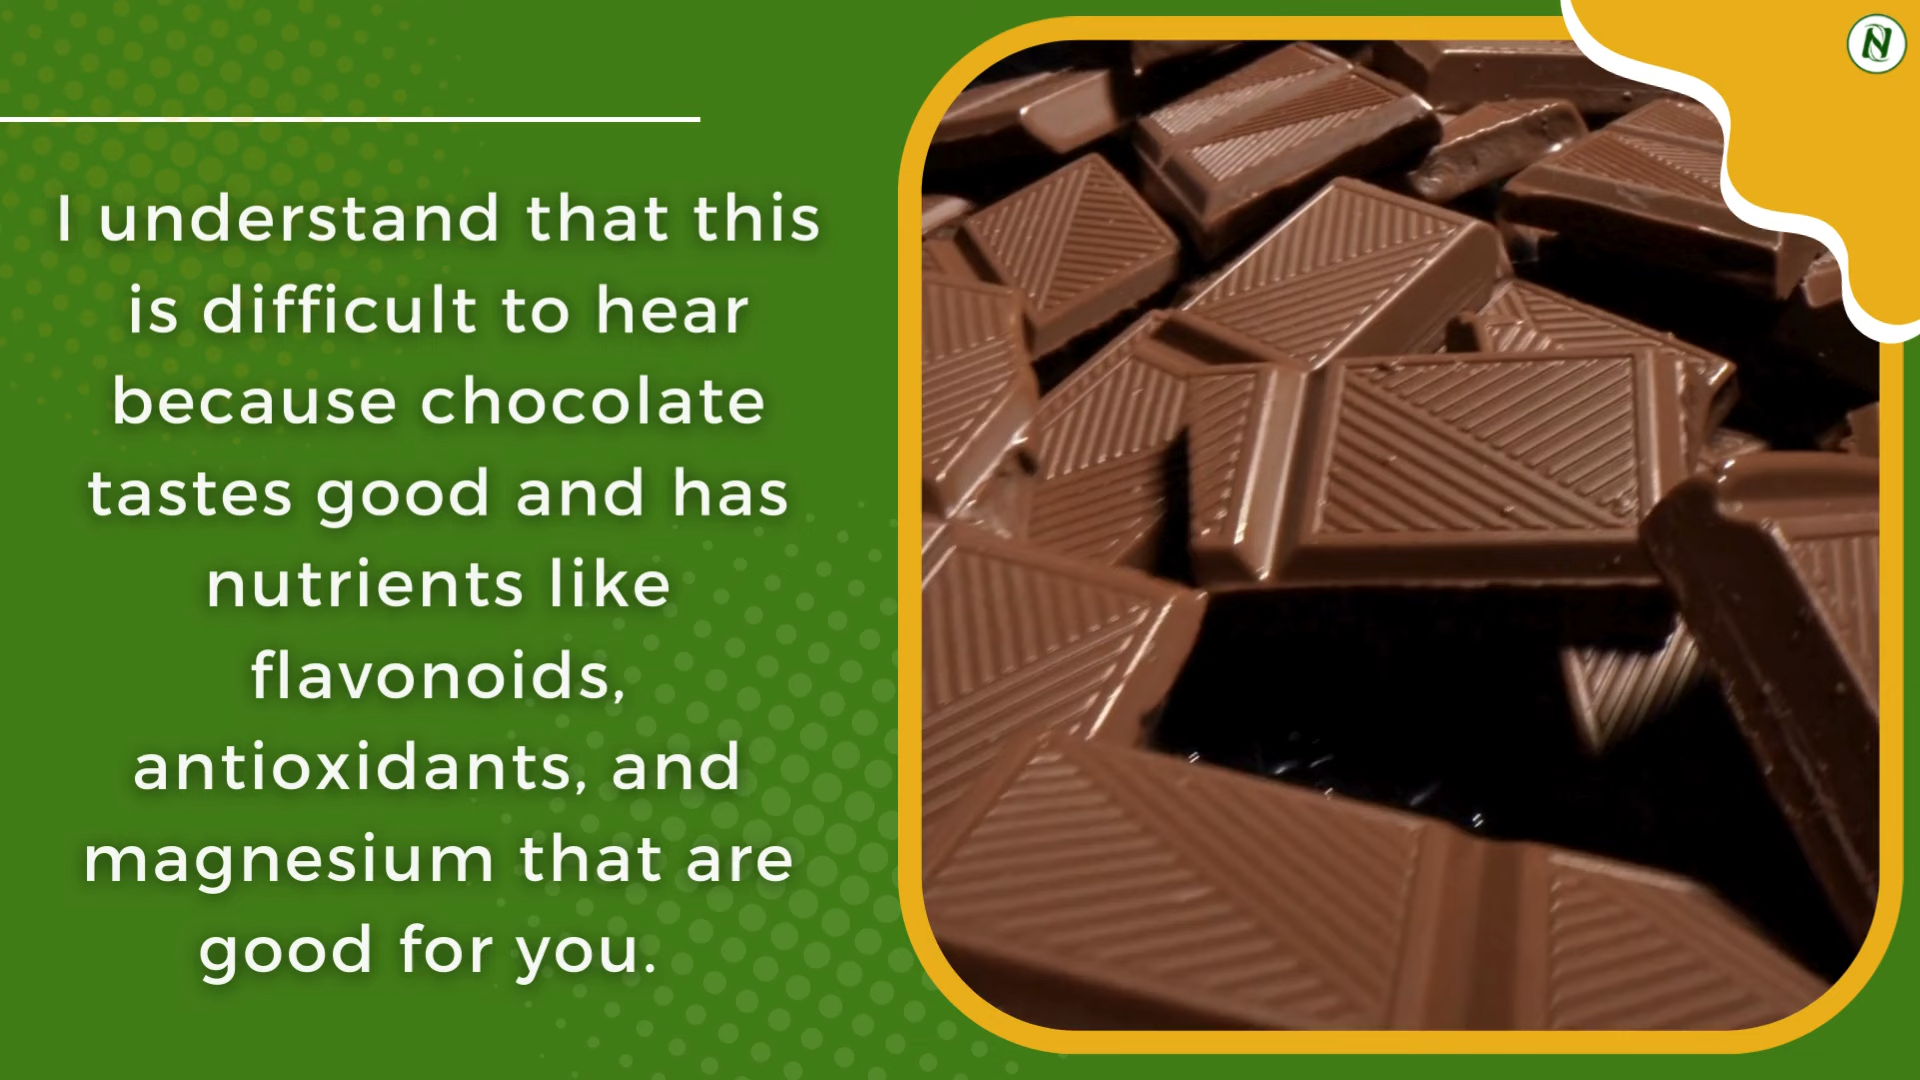 I understand that this
is difficult to hear
because chocolate
tastes good and has
nutrients like
flavonoids,
antioxidants, and
magnesium that are
good for you.
N